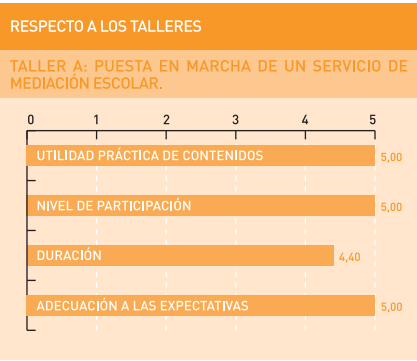 RESPECTO A LOS TALLERES
TALLER A: PUESTA EN MARCHA DE UN SERVICIO DE
MEDIACIÓN ESCOLAR.
0 1 2 3 4 5
UTILIDAD PRÁCTICA DE CONTENIDOS 5,00
NIVEL DE PARTICIPACIÓN 5,00
DURACIÓN 4,40
ADECUACIÓN A LAS EXPECTATIVAS 5,00